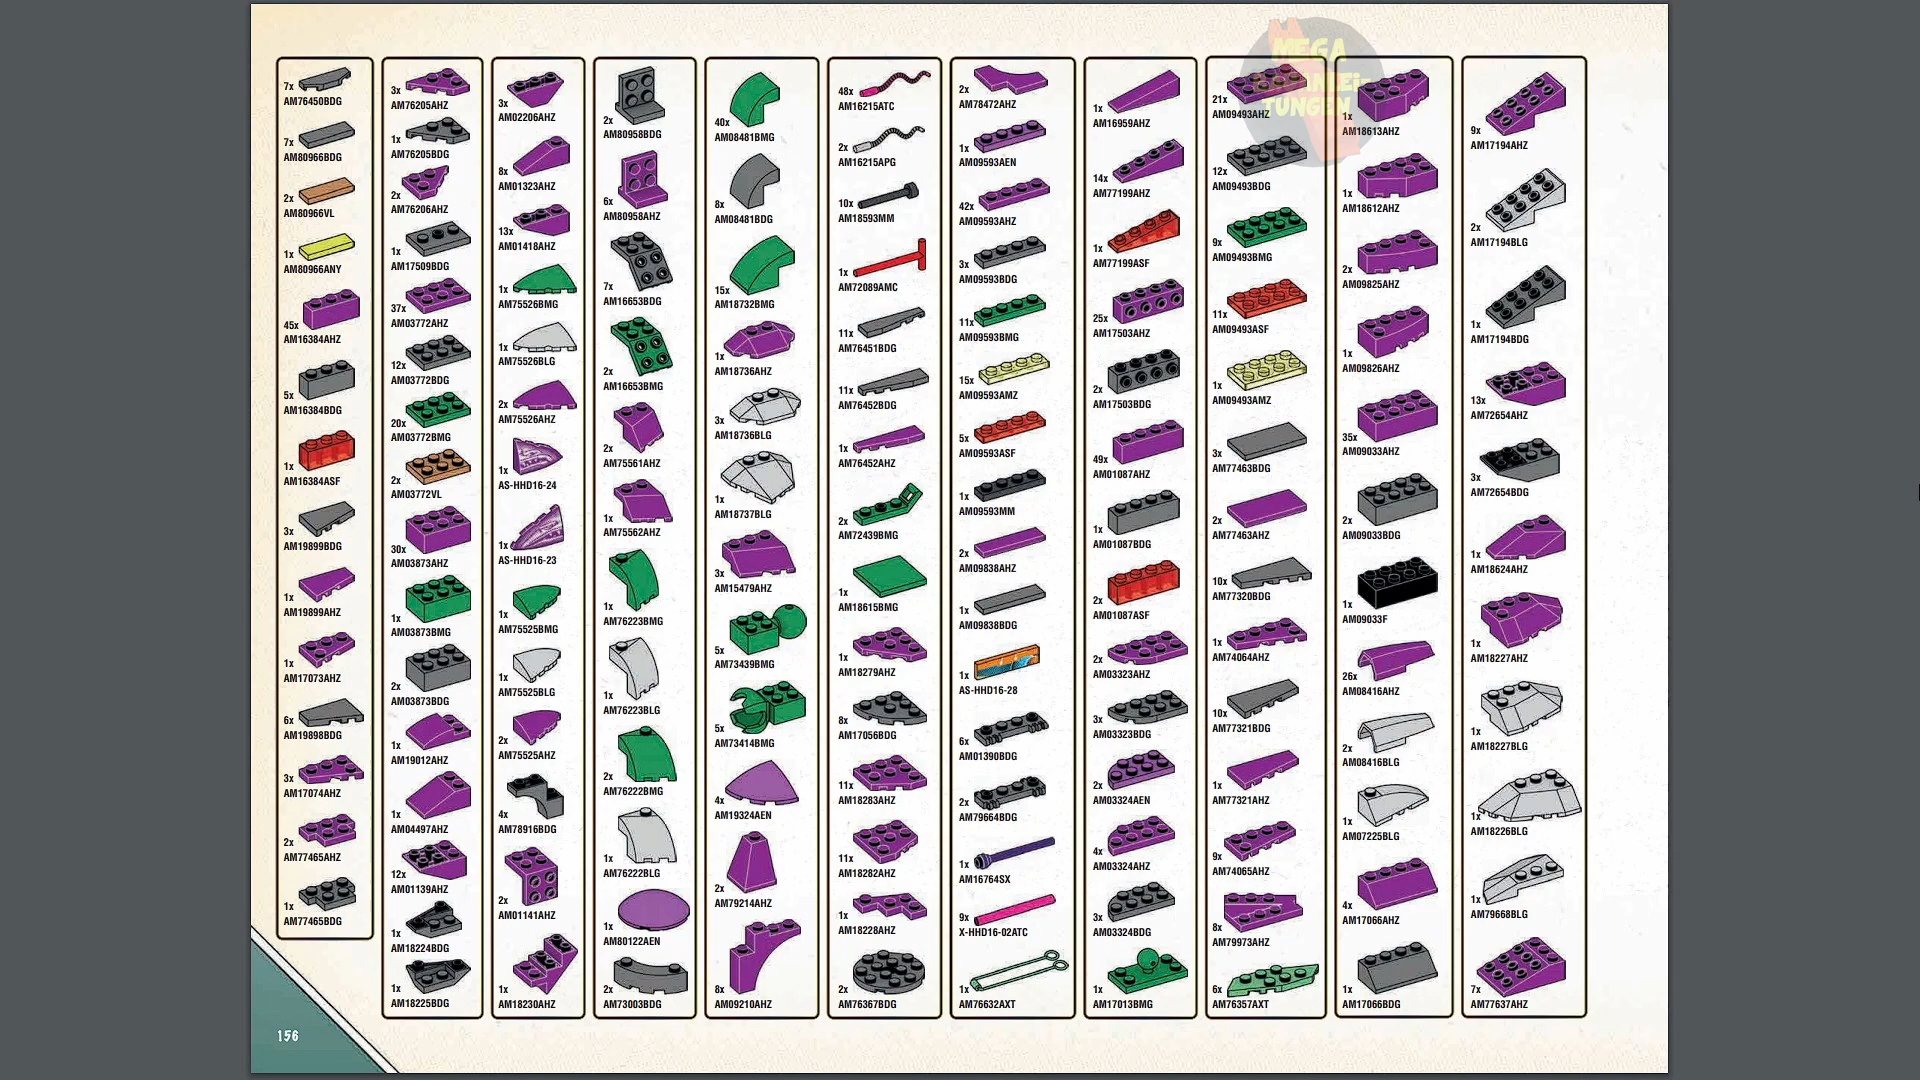 7x
AM76450BDG
7x
AM80966BDG
2x
AM80966VL
1x
AM80966ANY
45x
AM16384AHZ
5x
AM16384BDG
1x
AM16384ASF
3x
AM19899BDG
1x
AM19899AHZ
1x
AM17073AHZ
6x
AM19898BDG
3x
AM17074AHZ
2x
AM77465AHZ
1x
AM77465BDG
3x
AM76205AHZ
1x
AM76205BDG
2x
AM76206AHZ
1x
AM17509BDG
37x
AM03772AHZ
12x
AM03772BDG
20x
AM03772BMG
2x
AM03772VL
30x
AM03873AHZ
1x
AM03873BMG
2x
AM03873BDG
1x
AM19012AHZ
1x
AM04497AHZ
12x
AM01139AHZ
1x
AM18224BDG
1x
AM18225BDG
3x
AM02206AHZ
8x
AM01323AHZ
13x
AM01418AHZ
1x
AM75526BMG
1x
AM75526BLG
2x
AM75526AHZ
1x
AS-HHD16-24
1x
AS-HHD16-23
1x
AM75525BMG
1x
AM75525BLG
2x
AM75525AHZ
4x
AM78916BDG
2x
AM01141AHZ
1x
AM18230AHZ
2x
AM80958BDG
6x
AM80958AHZ
7x
AM16653BDG
2x
AM16653BMG
2x
AM75561AHZ
1x
AM75562AHZ
1x
AM76223BMG
1x
AM76223BLG
2x
AM76222BMG
1x
AM76222BLG
1x
AM80122AEN
2x
AM73003BDG
40x
AM08481BMG
8x
AM08481BDG
15x
AM18732BMG
1x
AM18736AHZ
3x
AM18736BLG
1x
AM18737BLG
3x
AM15479AHZ
5x
AM73439BMG
5x
AM73414BMG
4x
AM19324AEN
2x
AM79214AHZ
8x
AM09210AHZ
48x
AM16215ATC
2x
AM16215APG
10x
AM18593MM
1x
AM72089AMC
11x
AM76451BDG
11x
AM76452BDG
1x
AM76452AHZ
2x
AM72439BMG
1x
AM18615BMG
1x
AM18279AHZ
8x
AM17056BDG
11x
AM18283AHZ
11x
AM18282AHZ
1x
AM18228AHZ
2x
AM76367BDG
2x
AM78472AHZ
1x
AM09593AEN
42x
AM09593AHZ
3x
AM09593BDG
11x
AM09593BMG
15x
AM09593AMZ
5x
AM09593ASF
1x
AM09593MM
2x
AM09838AHZ
1x
AM09838BDG
1x
AS-HHD16-28
6x
AM01390BDG
2x
AM79664BDG
1x
AM16764SX
9x
X-HHD16-02ATC
1x
AM76632AXT
1x
AM16959AHZ
14x
AM77199AHZ
1x
AM77199ASF
25x
AM17503AHZ
2x
AM17503BDG
49x
AM01087AHZ
1x
AM01087BDG
2x
AM01087ASF
2x
AM03323AHZ
3x
AM03323BDG
2x
AM03324AEN
4x
AM03324AHZ
3x
AM03324BDG
1x
AM17013BMG
MEGA
TUNGEN
21x
AM09493AHZ
12x
AM09493BDG
9x
AM09493BMG
11x
AM09493ASF
1x
AM09493AMZ
3x
AM77463BDG
2x
AM77463AHZ
10x
AM77320BDG
1x
AM74064AHZ
10x
AM77321BDG
1x
AM77321AHZ
9x
AM74065AHZ
8x
AM79973AHZ
6x
AM76357AXT
1x
AM18613AHZ
1x
AM18612AHZ
2x
AM09825AHZ
1x
AM09826AHZ
35x
AM09033AHZ
2x
AM09033BDG
1x
AM09033F
26x
AM08416AHZ
2x
AM08416BLG
1x
AM07225BLG
4x
AM17066AHZ
1x
AM17066BDG
9x
AM17194AHZ
2x
AM17194BLG
1x
AM17194BDG
13x
AM72654AHZ
3x
AM72654BDG
1x
AM18624AHZ
1x
AM18227AHZ
1x
AM18227BLG
1x
AM18226BLG
1x
AM79668BLG
7x
AM77637AHZ
156